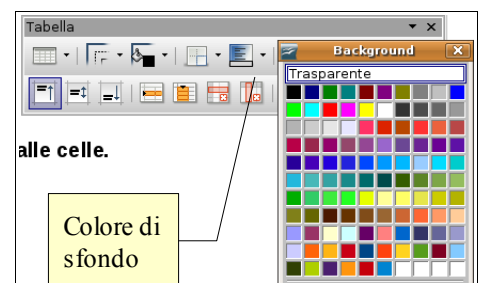 Tabella
Background
Trasparente
alle celle.
Colore di
sfondo